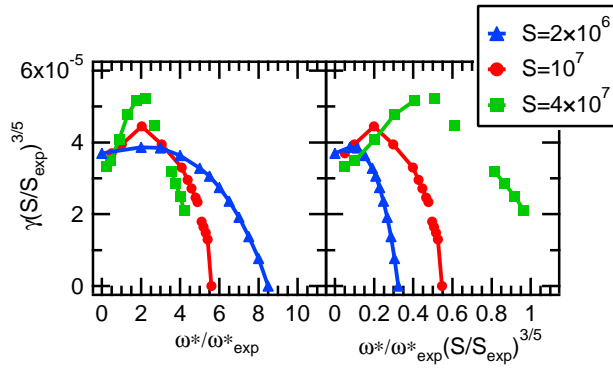 S=2×10^6
S=10^7
S=4×10^7
6x10^-5
4
2
0
γ(S/S_exp)^3/5
0 2 4 6 8 10
ω*/ω*_exp
0 0.2 0.4 0.6 0.8 1
ω*/ω*_exp(S/S_exp)^3/5